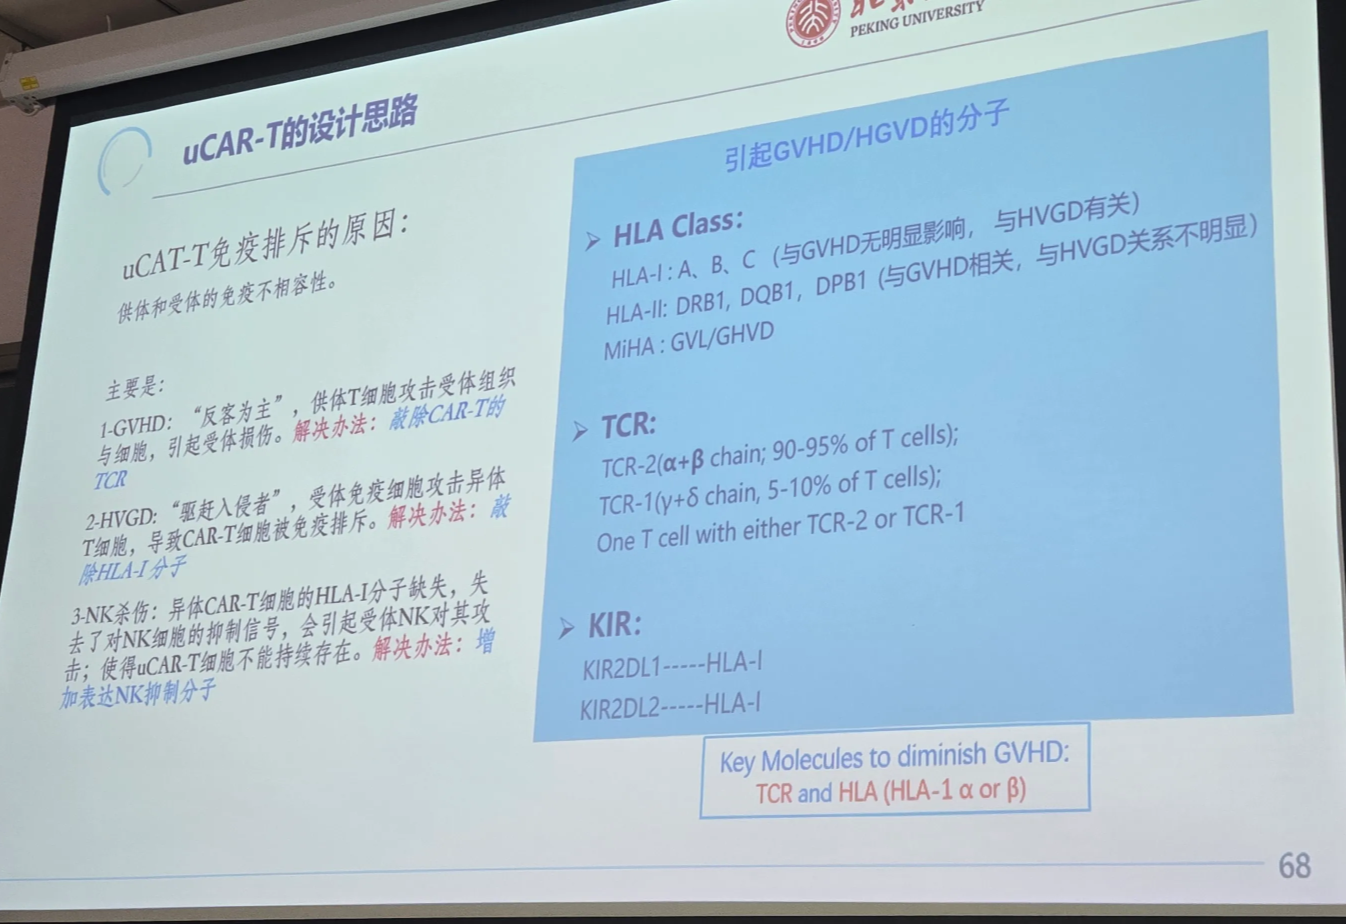 PEKING UNIVERSITY
uCAR-T的设计思路
uCAT-T免疫排斥的原因：
供体和受体的免疫不相容性。
主要是：
1-GVHD：“反客为主”，供体T细胞攻击受体组织
与细胞，引起受体损伤。解决办法：敲除CAR-T的
TCR
2-HVGD:“驱赶入侵者”，受体免疫细胞攻击异体
T细胞，导致CAR-T细胞被免疫排斥。解决办法：敲
除HLA-I 分子
3-NK杀伤：异体CAR-T细胞的HLA-I分子缺失，失
去了对NK细胞的抑制信号，会引起受体NK对其攻
击；使得uCAR-T细胞不能持续存在。解决办法：增
加表达NK抑制分子
引起GVHD/HGVD的分子
➢ HLA Class：
HLA-I : A、B、C（与GVHD无明显影响， 与HVGD有关）
HLA-II: DRB1, DQB1, DPB1 (与GVHD相关，与HVGD关系不明显）
MiHA : GVL/GHVD
➢ TCR:
TCR-2(α+β chain; 90-95% of T cells);
TCR-1(γ+δ chain, 5-10% of T cells);
One T cell with either TCR-2 or TCR-1
➢ KIR:
KIR2DL1-----HLA-I
KIR2DL2-----HLA-I
Key Molecules to diminish GVHD:
TCR and HLA (HLA-1 α or β)
68